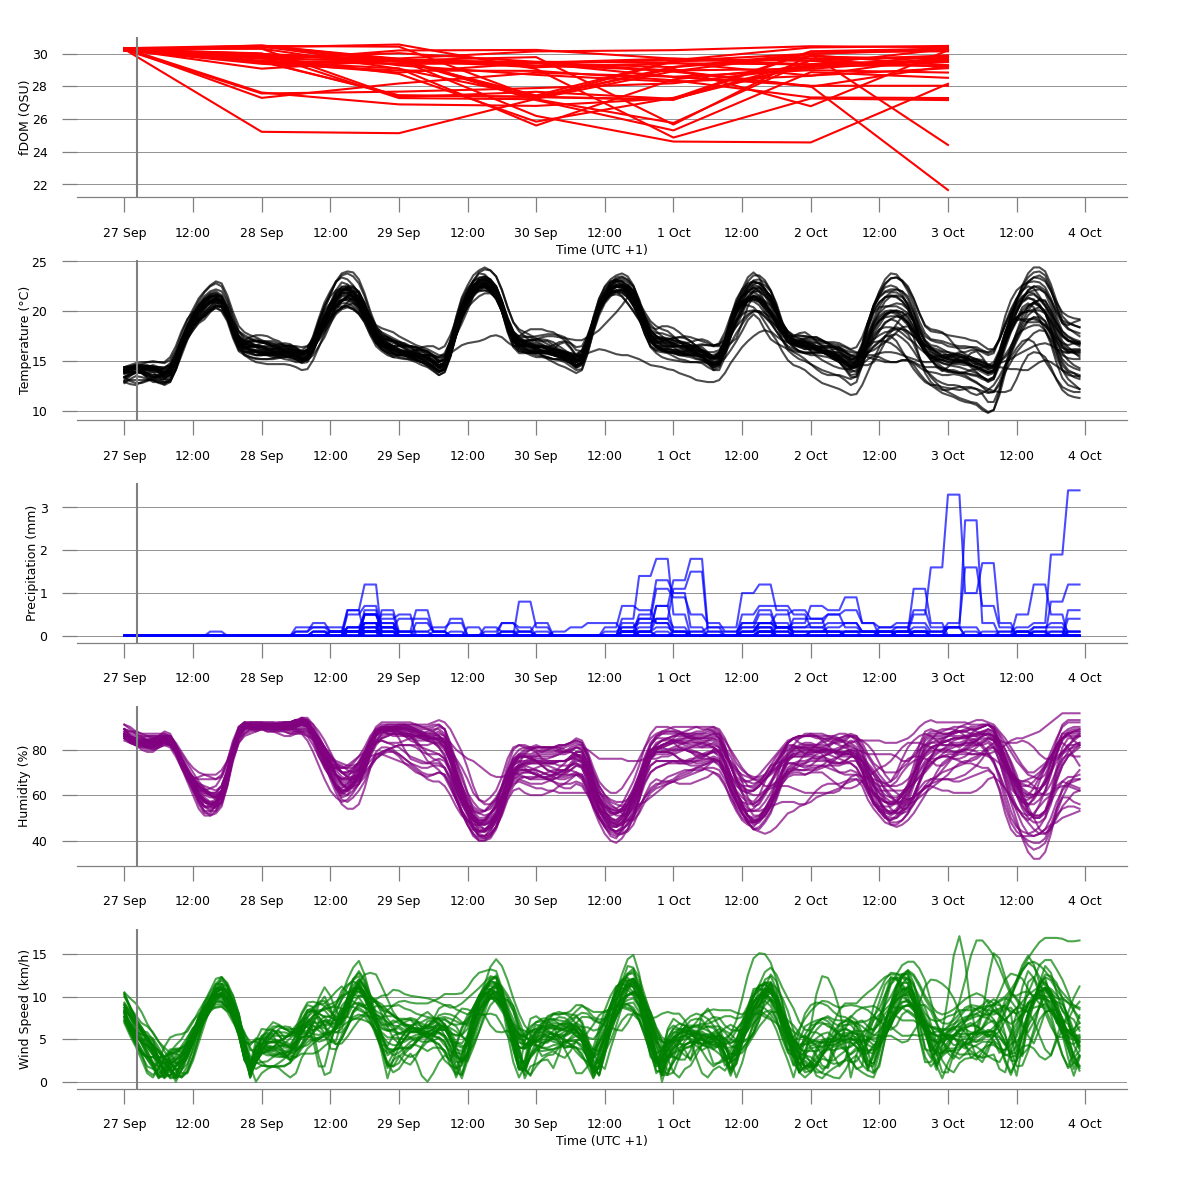 fDOM (QSU)
30
28
26
24
22
27 Sep 12:00 28 Sep 12:00 29 Sep 12:00 30 Sep 12:00 1 Oct 12:00 2 Oct 12:00 3 Oct 12:00 4 Oct
Time (UTC +1)
Temperature (°C)
25
20
15
10
27 Sep 12:00 28 Sep 12:00 29 Sep 12:00 30 Sep 12:00 1 Oct 12:00 2 Oct 12:00 3 Oct 12:00 4 Oct
Precipitation (mm)
3
2
1
0
27 Sep 12:00 28 Sep 12:00 29 Sep 12:00 30 Sep 12:00 1 Oct 12:00 2 Oct 12:00 3 Oct 12:00 4 Oct
Humidity (%)
80
60
40
27 Sep 12:00 28 Sep 12:00 29 Sep 12:00 30 Sep 12:00 1 Oct 12:00 2 Oct 12:00 3 Oct 12:00 4 Oct
Wind Speed (km/h)
15
10
5
0
27 Sep 12:00 28 Sep 12:00 29 Sep 12:00 30 Sep 12:00 1 Oct 12:00 2 Oct 12:00 3 Oct 12:00 4 Oct
Time (UTC +1)